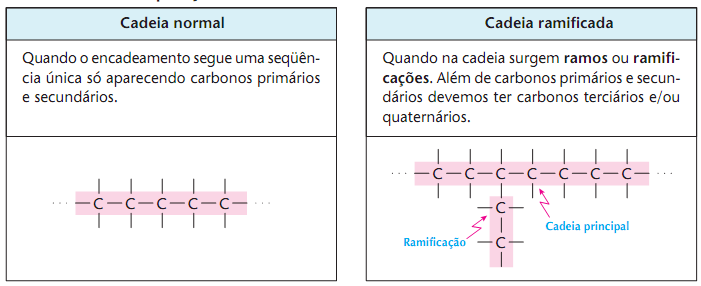 Cadeia normal
Quando o encadeamento segue uma seqüên-
cia única só aparecendo carbonos primários
e secundários.
··· — C — C — C — C — C — ···
Cadeia ramificada
Quando na cadeia surgem ramos ou ramifi-
cações. Além de carbonos primários e secun-
dários devemos ter carbonos terciários e/ou
quaternários.
··· — C — C — C — C — C — C — C — ···
— C —
Cadeia principal
Ramificação
— C —